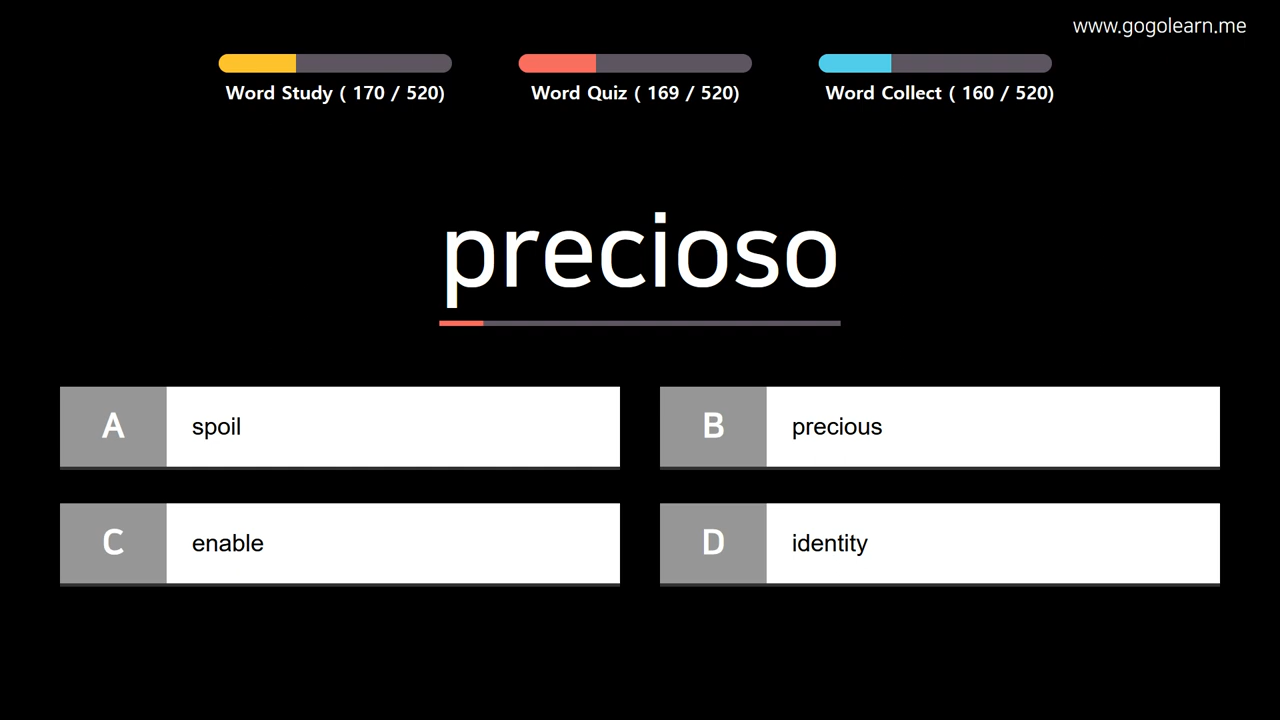 www.gogolearn.me
Word Study ( 170 / 520)
Word Quiz ( 169 / 520)
Word Collect ( 160 / 520)
precioso
A spoil
B precious
C enable
D identity